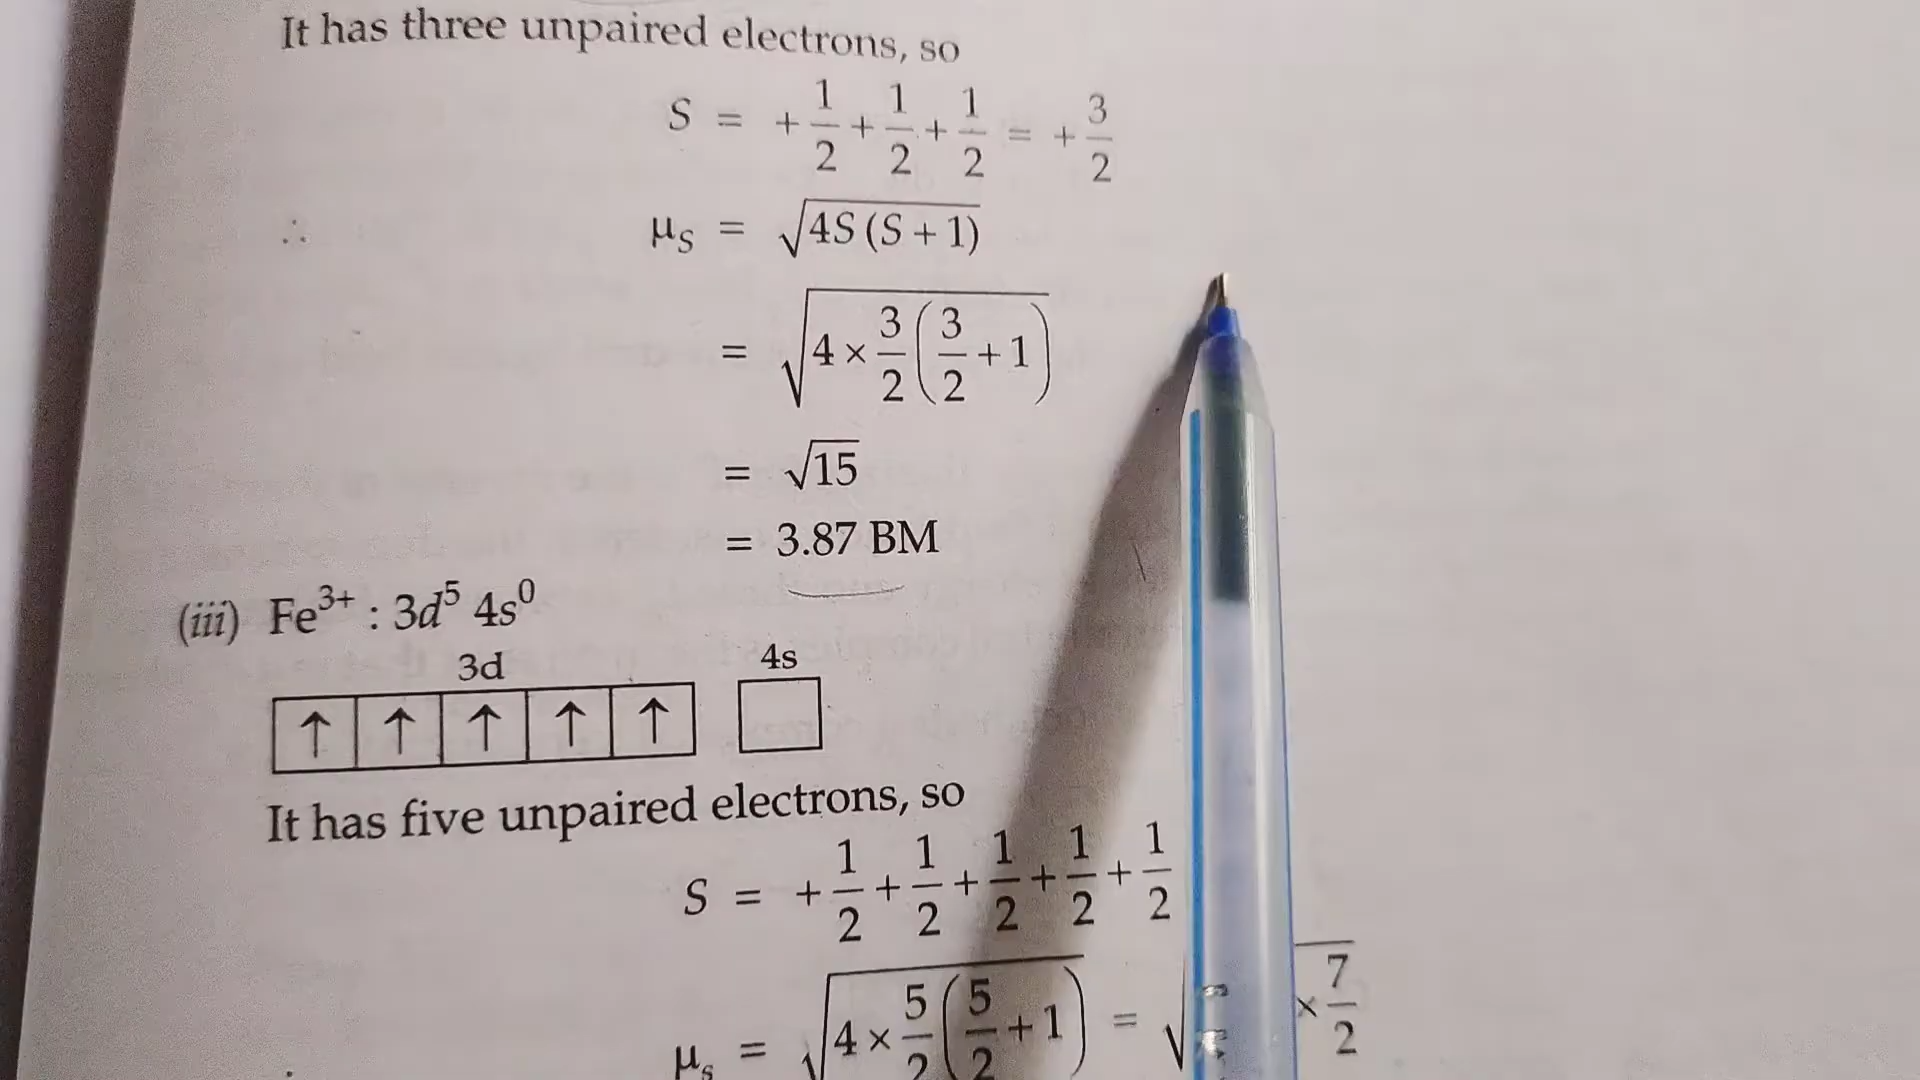 It has three unpaired electrons, so
S = + 1/2 + 1/2 + 1/2 = + 3/2
∴ μS = √4S (S + 1)
= √4 × 3/2 (3/2 + 1)
= √15
= 3.87 BM
(iii) Fe³⁺ : 3d⁵ 4s⁰
3d 4s
↑ ↑ ↑ ↑ ↑
It has five unpaired electrons, so
S = + 1/2 + 1/2 + 1/2 + 1/2 + 1/2
μs = √4 × 5/2 (5/2 + 1) = √ × 7/2